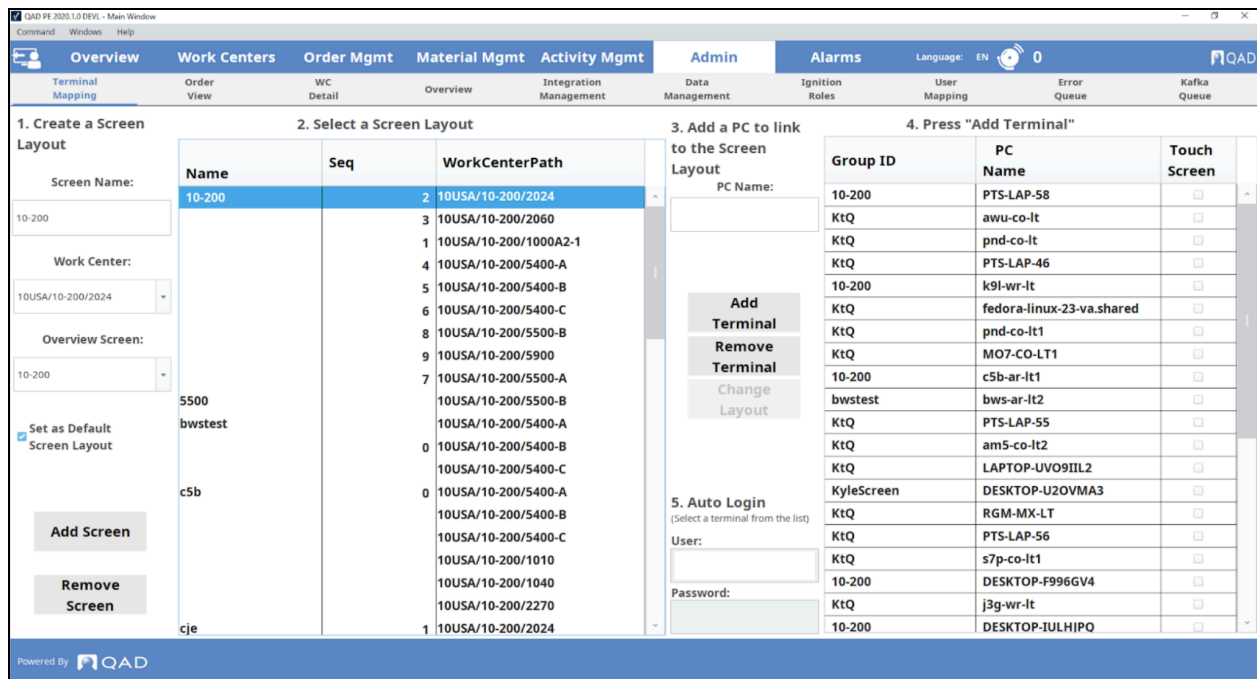 QAD PE 2020.1.0 DEVL - Main Window
Command Windows Help
Overview Work Centers Order Mgmt Material Mgmt Activity Mgmt Admin Alarms Language: EN 0 QAD
Terminal Mapping Order View WC Detail Overview Integration Management Data Management Ignition Roles User Mapping Error Queue Kafka Queue
1. Create a Screen Layout
Screen Name:
10-200
Work Center:
10USA/10-200/2024
Overview Screen:
10-200
Set as Default
Screen Layout
Add Screen
Remove
Screen
2. Select a Screen Layout
Name Seq WorkCenterPath
10-200 2 10USA/10-200/2024
3 10USA/10-200/2060
1 10USA/10-200/1000A2-1
4 10USA/10-200/5400-A
5 10USA/10-200/5400-B
6 10USA/10-200/5400-C
8 10USA/10-200/5500-B
9 10USA/10-200/5900
7 10USA/10-200/5500-A
5500 10USA/10-200/5500-B
bwstest 10USA/10-200/5400-A
0 10USA/10-200/5400-B
10USA/10-200/5400-C
c5b 0 10USA/10-200/5400-A
10USA/10-200/5400-B
10USA/10-200/5400-C
10USA/10-200/1010
10USA/10-200/1040
10USA/10-200/2270
cje 1 10USA/10-200/2024
3. Add a PC to link
to the Screen
Layout
PC Name:
Add
Terminal
Remove
Terminal
Change
Layout
5. Auto Login
(Select a terminal from the list)
User:
Password:
4. Press "Add Terminal"
Group ID PC Name Touch Screen
10-200 PTS-LAP-58
KtQ awu-co-lt
KtQ pnd-co-lt
KtQ PTS-LAP-46
10-200 k9l-wr-lt
KtQ fedora-linux-23-va.shared
KtQ pnd-co-lt1
KtQ MO7-CO-LT1
10-200 c5b-ar-lt1
bwstest bws-ar-lt2
KtQ PTS-LAP-55
KtQ am5-co-lt2
KtQ LAPTOP-UVO9IIL2
KyleScreen DESKTOP-U2OVMA3
KtQ RGM-MX-LT
KtQ PTS-LAP-56
KtQ s7p-co-lt1
10-200 DESKTOP-F996GV4
KtQ j3g-wr-lt
10-200 DESKTOP-IULHJPQ
Powered By QAD